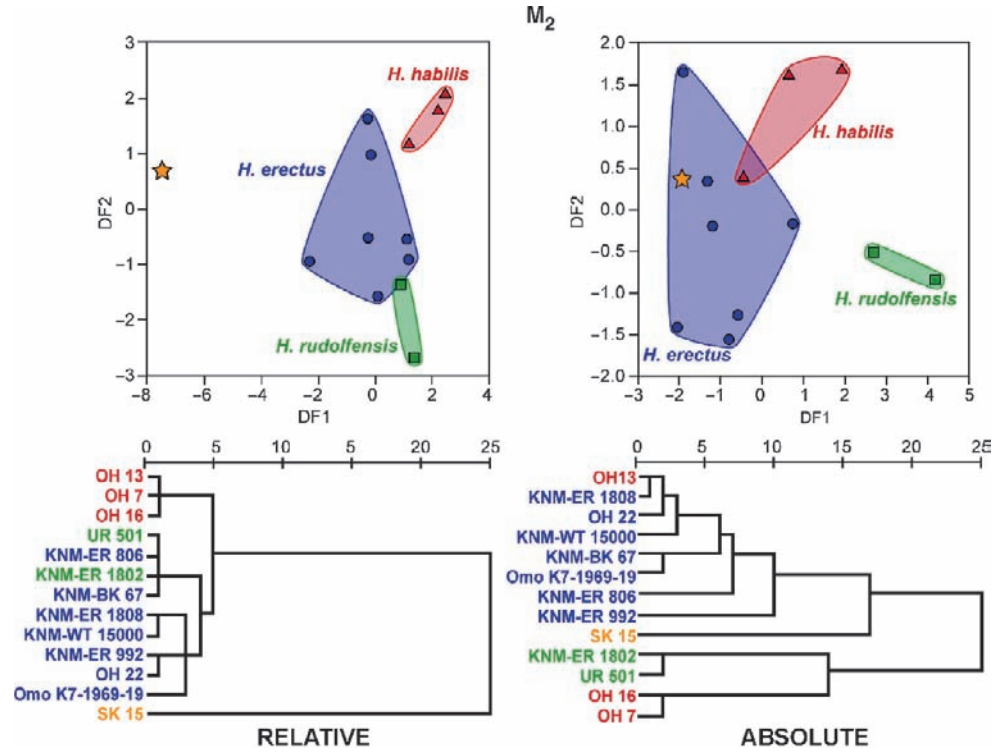 M2
3
2
1
0
−1
−2
−3
DF2
−8
−6
−4
−2
0
2
4
DF1
H. habilis
H. erectus
H. rudolfensis
2.0
1.5
1.0
0.5
0.0
−0.5
−1.0
−1.5
−2.0
DF2
−3
−2
−1
0
1
2
3
4
5
DF1
H. habilis
H. rudolfensis
H. erectus
0 5 10 5 20 25
OH 13
OH 7
OH 16
UR 501
KNM-ER 806
KNM-ER 1802
KNM-BK 67
KNM-ER 1808
KNM-WT 15000
KNM-ER 992
OH 22
Omo K7-1969-19
SK 15
RELATIVE
0 5 10 15 20 25
OH13
KNM-ER 1808
OH 22
KNM-WT 15000
KNM-BK 67
Omo K7-1969-19
KNM-ER 806
KNM-ER 992
SK 15
KNM-ER 1802
UR 501
OH 16
OH 7
ABSOLUTE